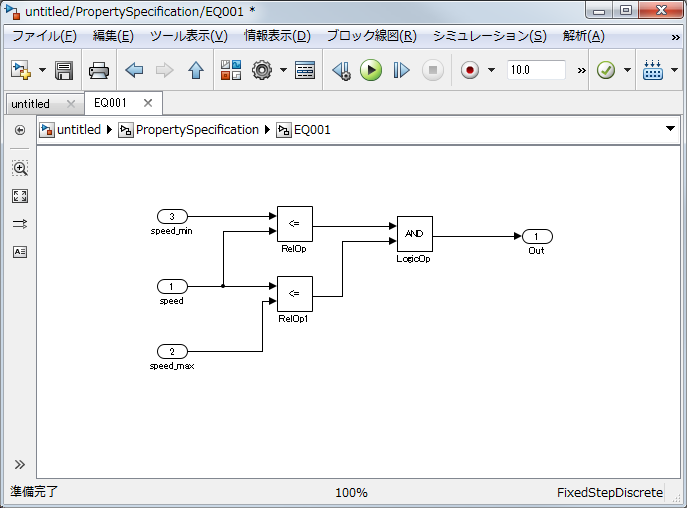 untitled/PropertySpecification/EQ001 *
ファイル(F) 編集(E) ツール表示(V) 情報表示(D) ブロック線図(R) シミュレーション(S) 解析(A) »
10.0 »
untitled EQ001
untitled PropertySpecification EQ001
3
speed_min
<=
RelOp
AND
LogicOp
1
Out
1
speed
<=
RelOp1
2
speed_max
準備完了 100% FixedStepDiscrete